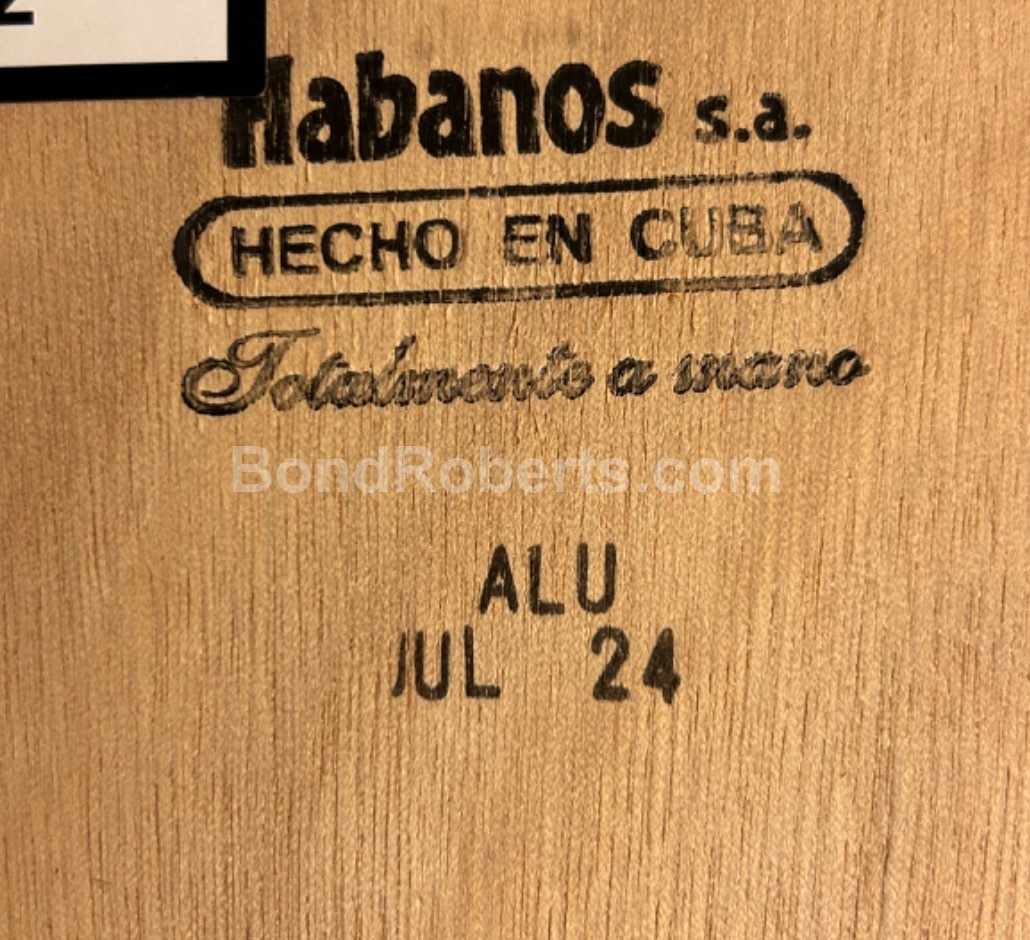 Habanos s.a.
HECHO EN CUBA
Totalmente a mano
BondRoberts.com
ALU
JUL 24